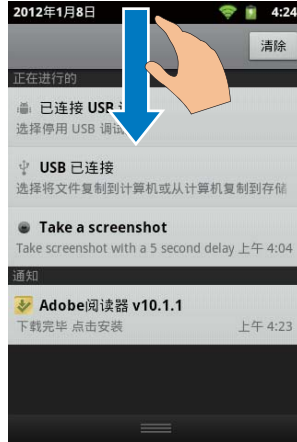 2012年1月8日 4:24
清除
正在进行的
已连接 USB
选择停用 USB 调试
USB 已连接
选择将文件复制到计算机或从计算机复制到存储
Take a screenshot
Take screenshot with a 5 second delay 上午 4:04
通知
Adobe阅读器 v10.1.1
下载完毕 点击安装 上午 4:23